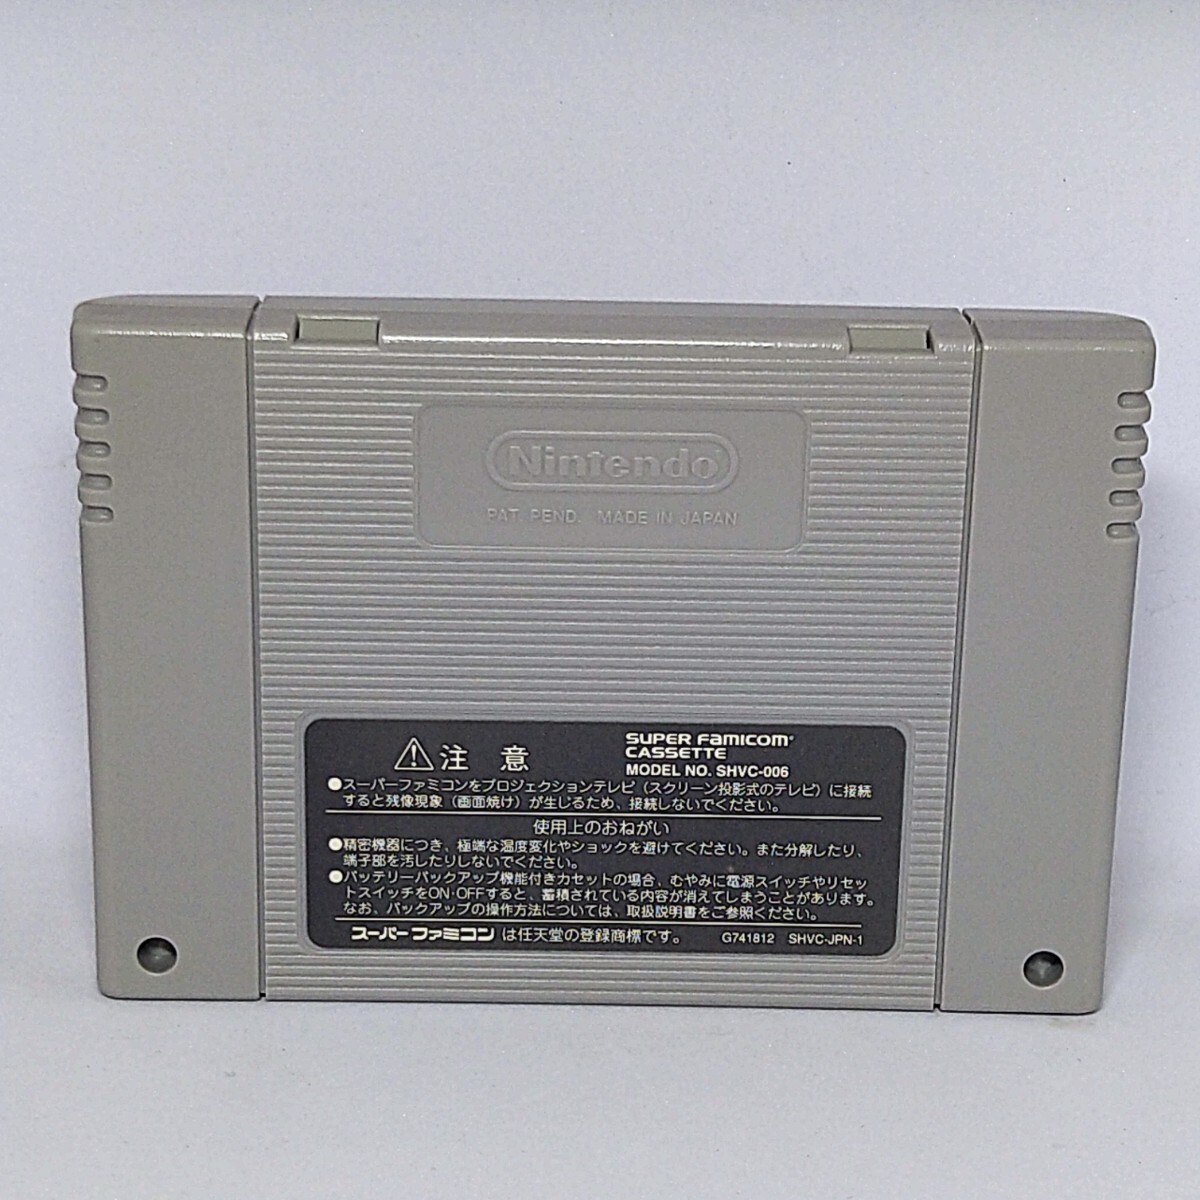 Nintendo
PAT. PEND. MADE IN JAPAN
⚠注 意
SUPER FAMICOM
CASSETTE
MODEL NO. SHVC-006
●スーパーファミコンをプロジェクションテレビ（スクリーン投影式のテレビ）に接続
すると残像現象（画面焼け）が生じるため、接続しないでください。
使用上のおねがい
●精密機器につき、極端な温度変化やショックを避けてください。また分解したり、
端子部を汚したりしないでください。
●バッテリーバックアップ機能付きカセットの場合、むやみに電源スイッチやリセッ
トスイッチをON・OFFすると、蓄積されている内容が消えてしまうことがあります。
なお、バックアップの操作方法については、取扱説明書をご参照ください。
スーパーファミコン は任天堂の登録商標です。 G741812 SHVC-JPN-1